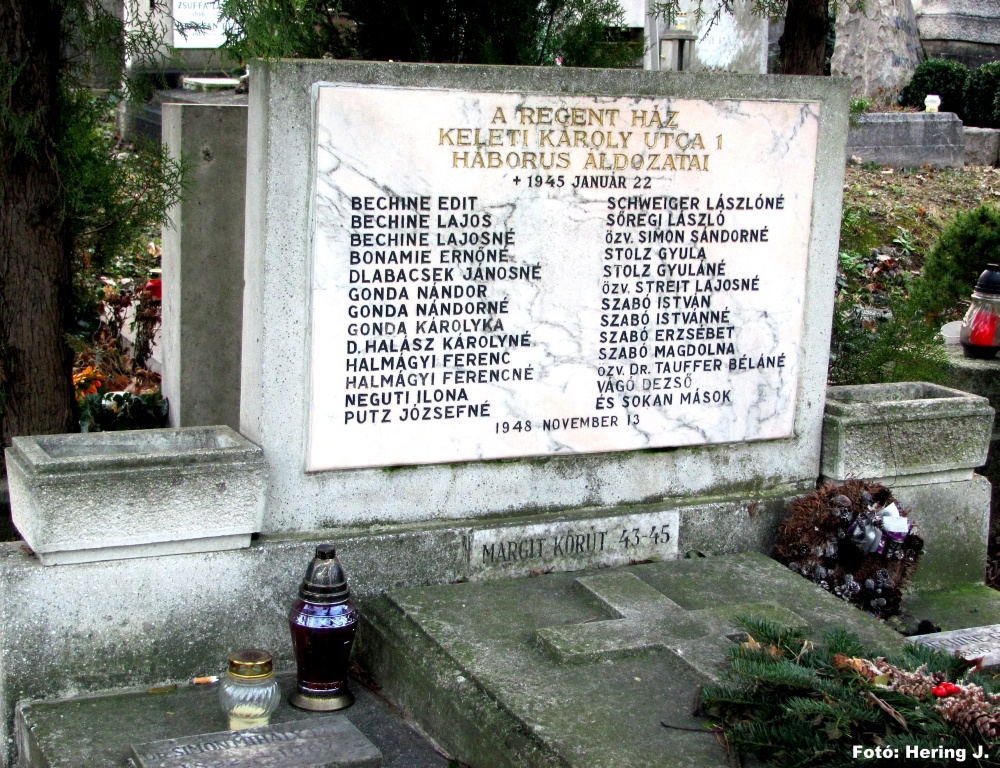 ZSUFFA
A REGENT HÁZ
KELETI KÁROLY UTCA 1
HÁBORUS ÁLDOZATAI
+ 1945 JANUÁR 22
BECHINE EDIT
BECHINE LAJOS
BECHINE LAJOSNÉ
BONAMIE ERNŐNÉ
DLABACSEK JÁNOSNÉ
GONDA NÁNDOR
GONDA NÁNDORNÉ
GONDA KÁROLYKA
D. HALÁSZ KÁROLYNÉ
HALMÁGYI FERENC
HALMÁGYI FERENCNÉ
NEGUTI ILONA
PUTZ JÓZSEFNÉ
SCHWEIGER LÁSZLÓNÉ
SŐREGI LÁSZLÓ
ÖZV. SIMON SÁNDORNÉ
STOLZ GYULA
STOLZ GYULÁNÉ
ÖZV. STREIT LAJOSNÉ
SZABÓ ISTVÁN
SZABÓ ISTVÁNNÉ
SZABÓ ERZSÉBET
SZABÓ MAGDOLNA
ÖZV. DR. TAUFFER BÉLÁNÉ
VÁGÓ DEZSŐ
ÉS SOKAN MÁSOK
1948 NOVEMBER 13
MARGIT KÖRÚT 43-45
SIMON MIHÁLY
Fotó: Hering J.